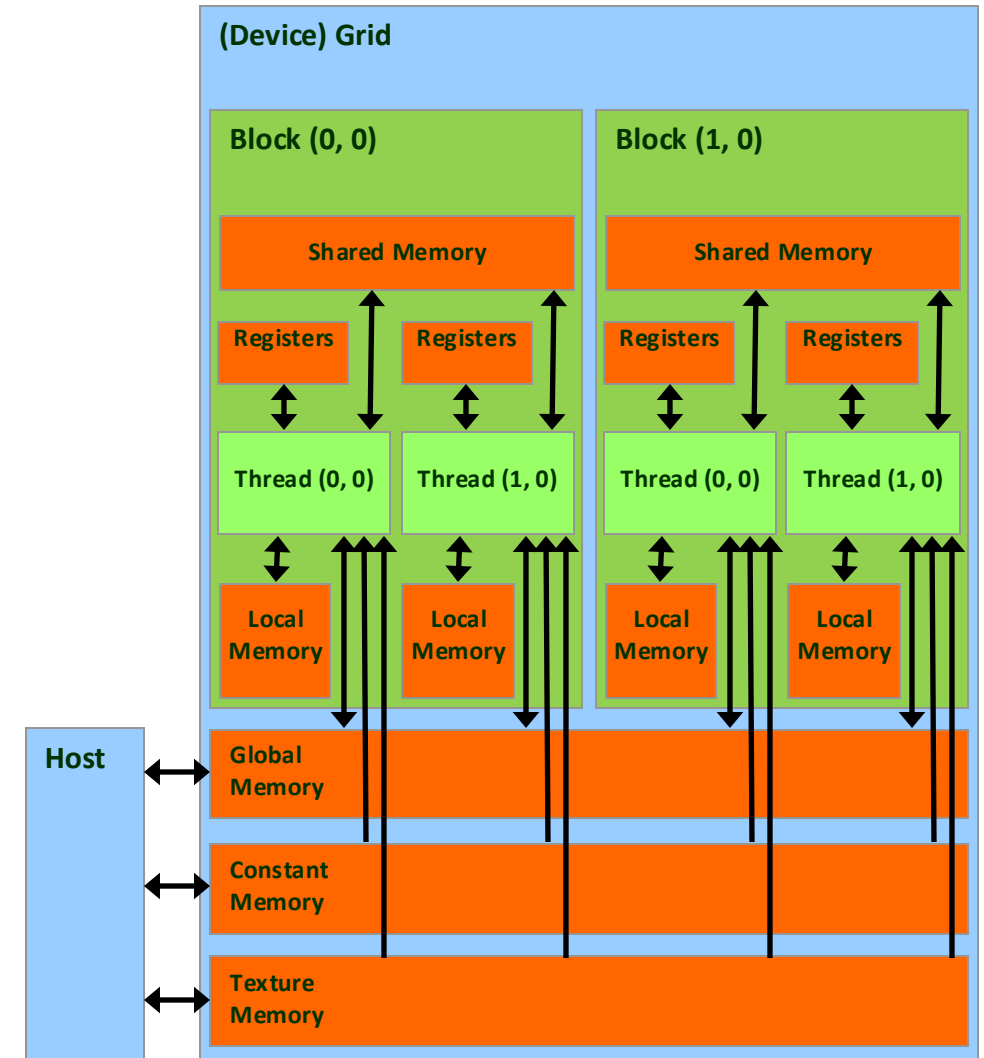 (Device) Grid
Block (0, 0)
Block (1, 0)
Shared Memory
Shared Memory
Registers
Registers
Registers
Registers
Thread (0, 0)
Thread (1, 0)
Thread (0, 0)
Thread (1, 0)
Local
Memory
Local
Memory
Local
Memory
Local
Memory
Host
Global
Memory
Constant
Memory
Texture
Memory